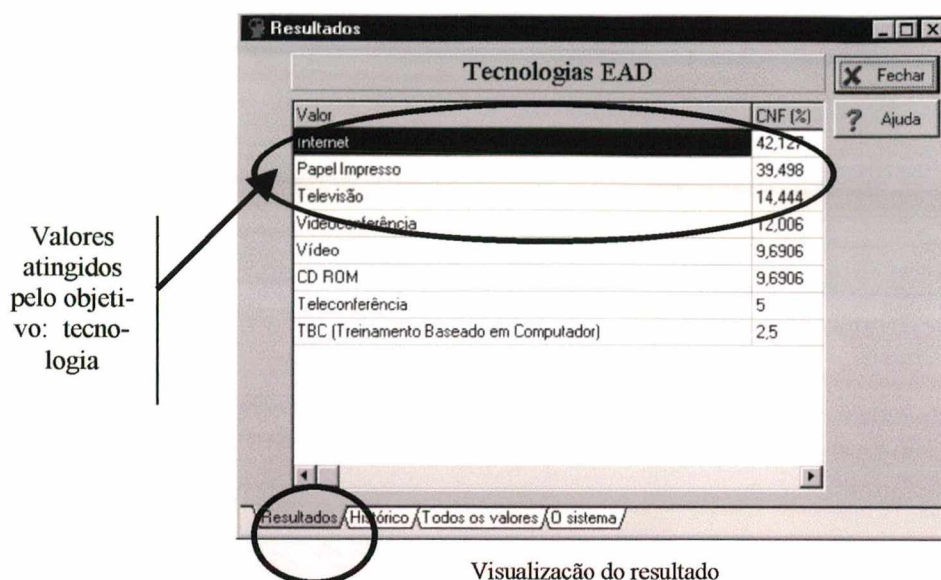 Resultados
Tecnologias EAD
Fechar
Ajuda
Valor CNF (%)
Internet 42,127
Papel Impresso 39,498
Televisão 14,444
Videoconferência 12,006
Vídeo 9,6906
CD ROM 9,6906
Teleconferência 5
TBC (Treinamento Baseado em Computador) 2,5
Valores
atingidos
pelo objeti-
vo: tecno-
logia
Resultados Histórico Todos os valores O sistema
Visualização do resultado